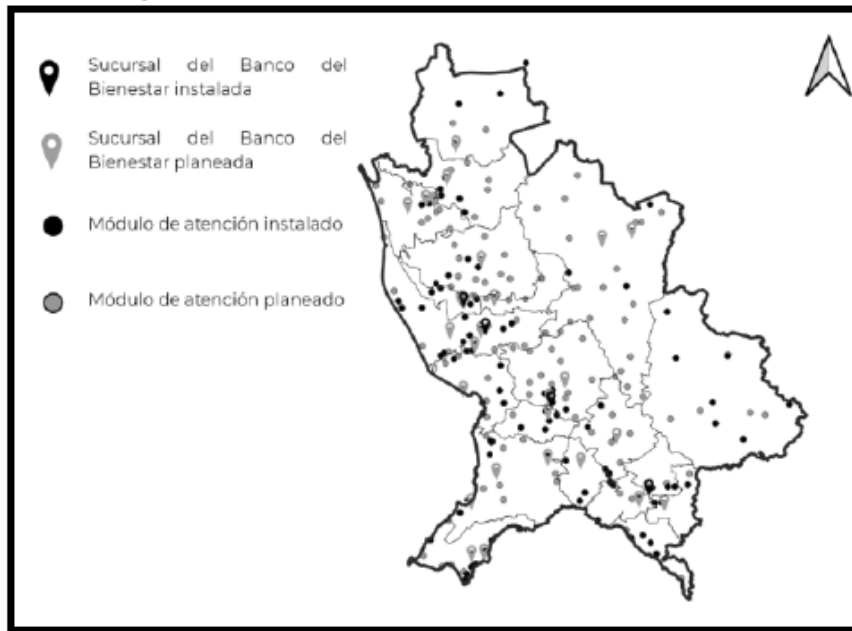 Sucursal del Banco del
Bienestar instalada
Sucursal del Banco del
Bienestar planeada
Módulo de atención instalado
Módulo de atención planeado